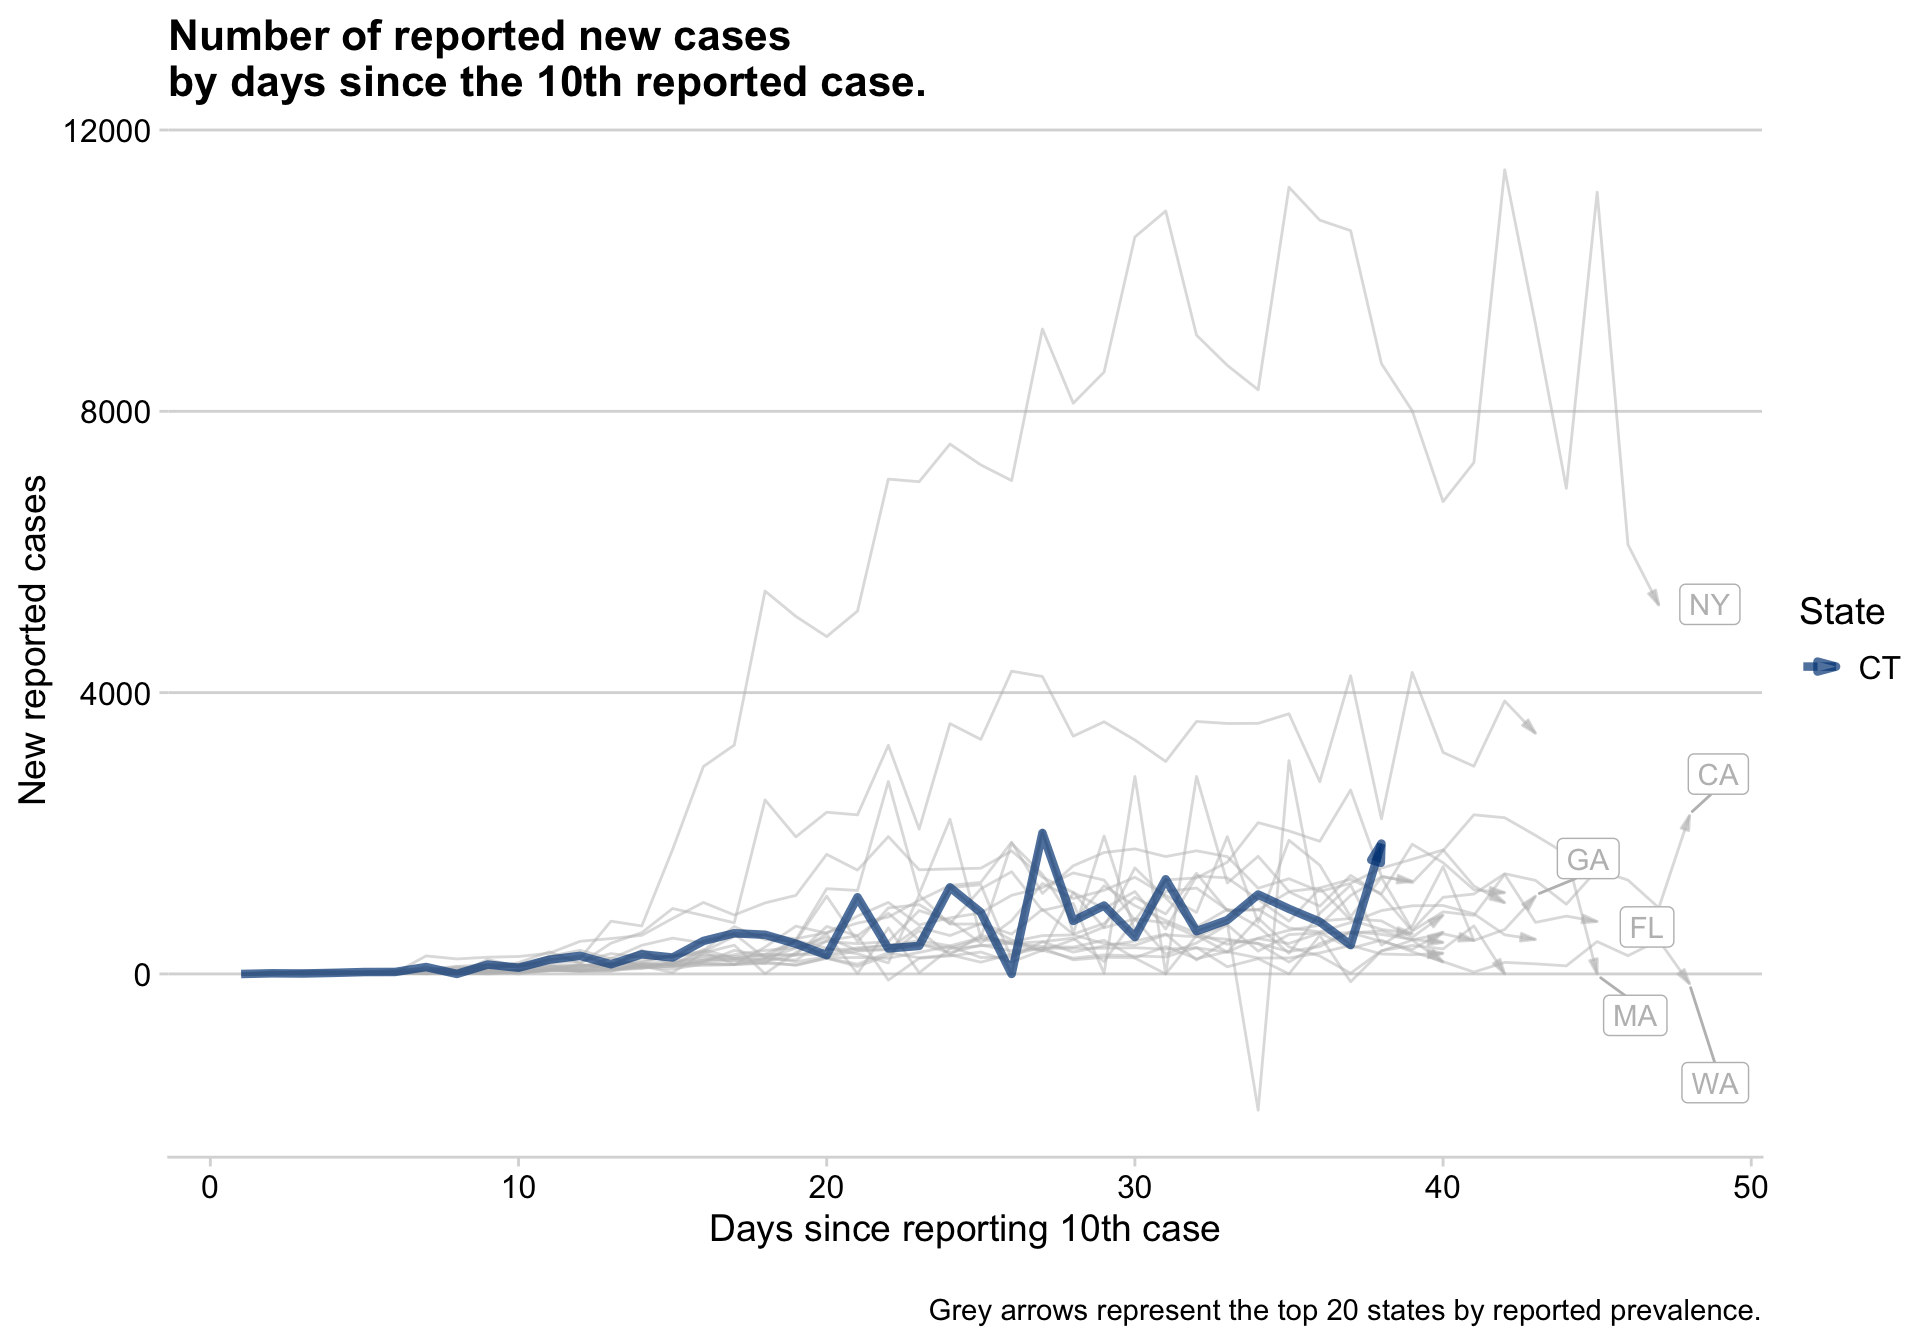 Number of reported new cases
by days since the 10th reported case.
12000
8000
4000
0
New reported cases
NY
CA
GA
FL
MA
WA
State
CT
0 10 20 30 40 50
Days since reporting 10th case
Grey arrows represent the top 20 states by reported prevalence.